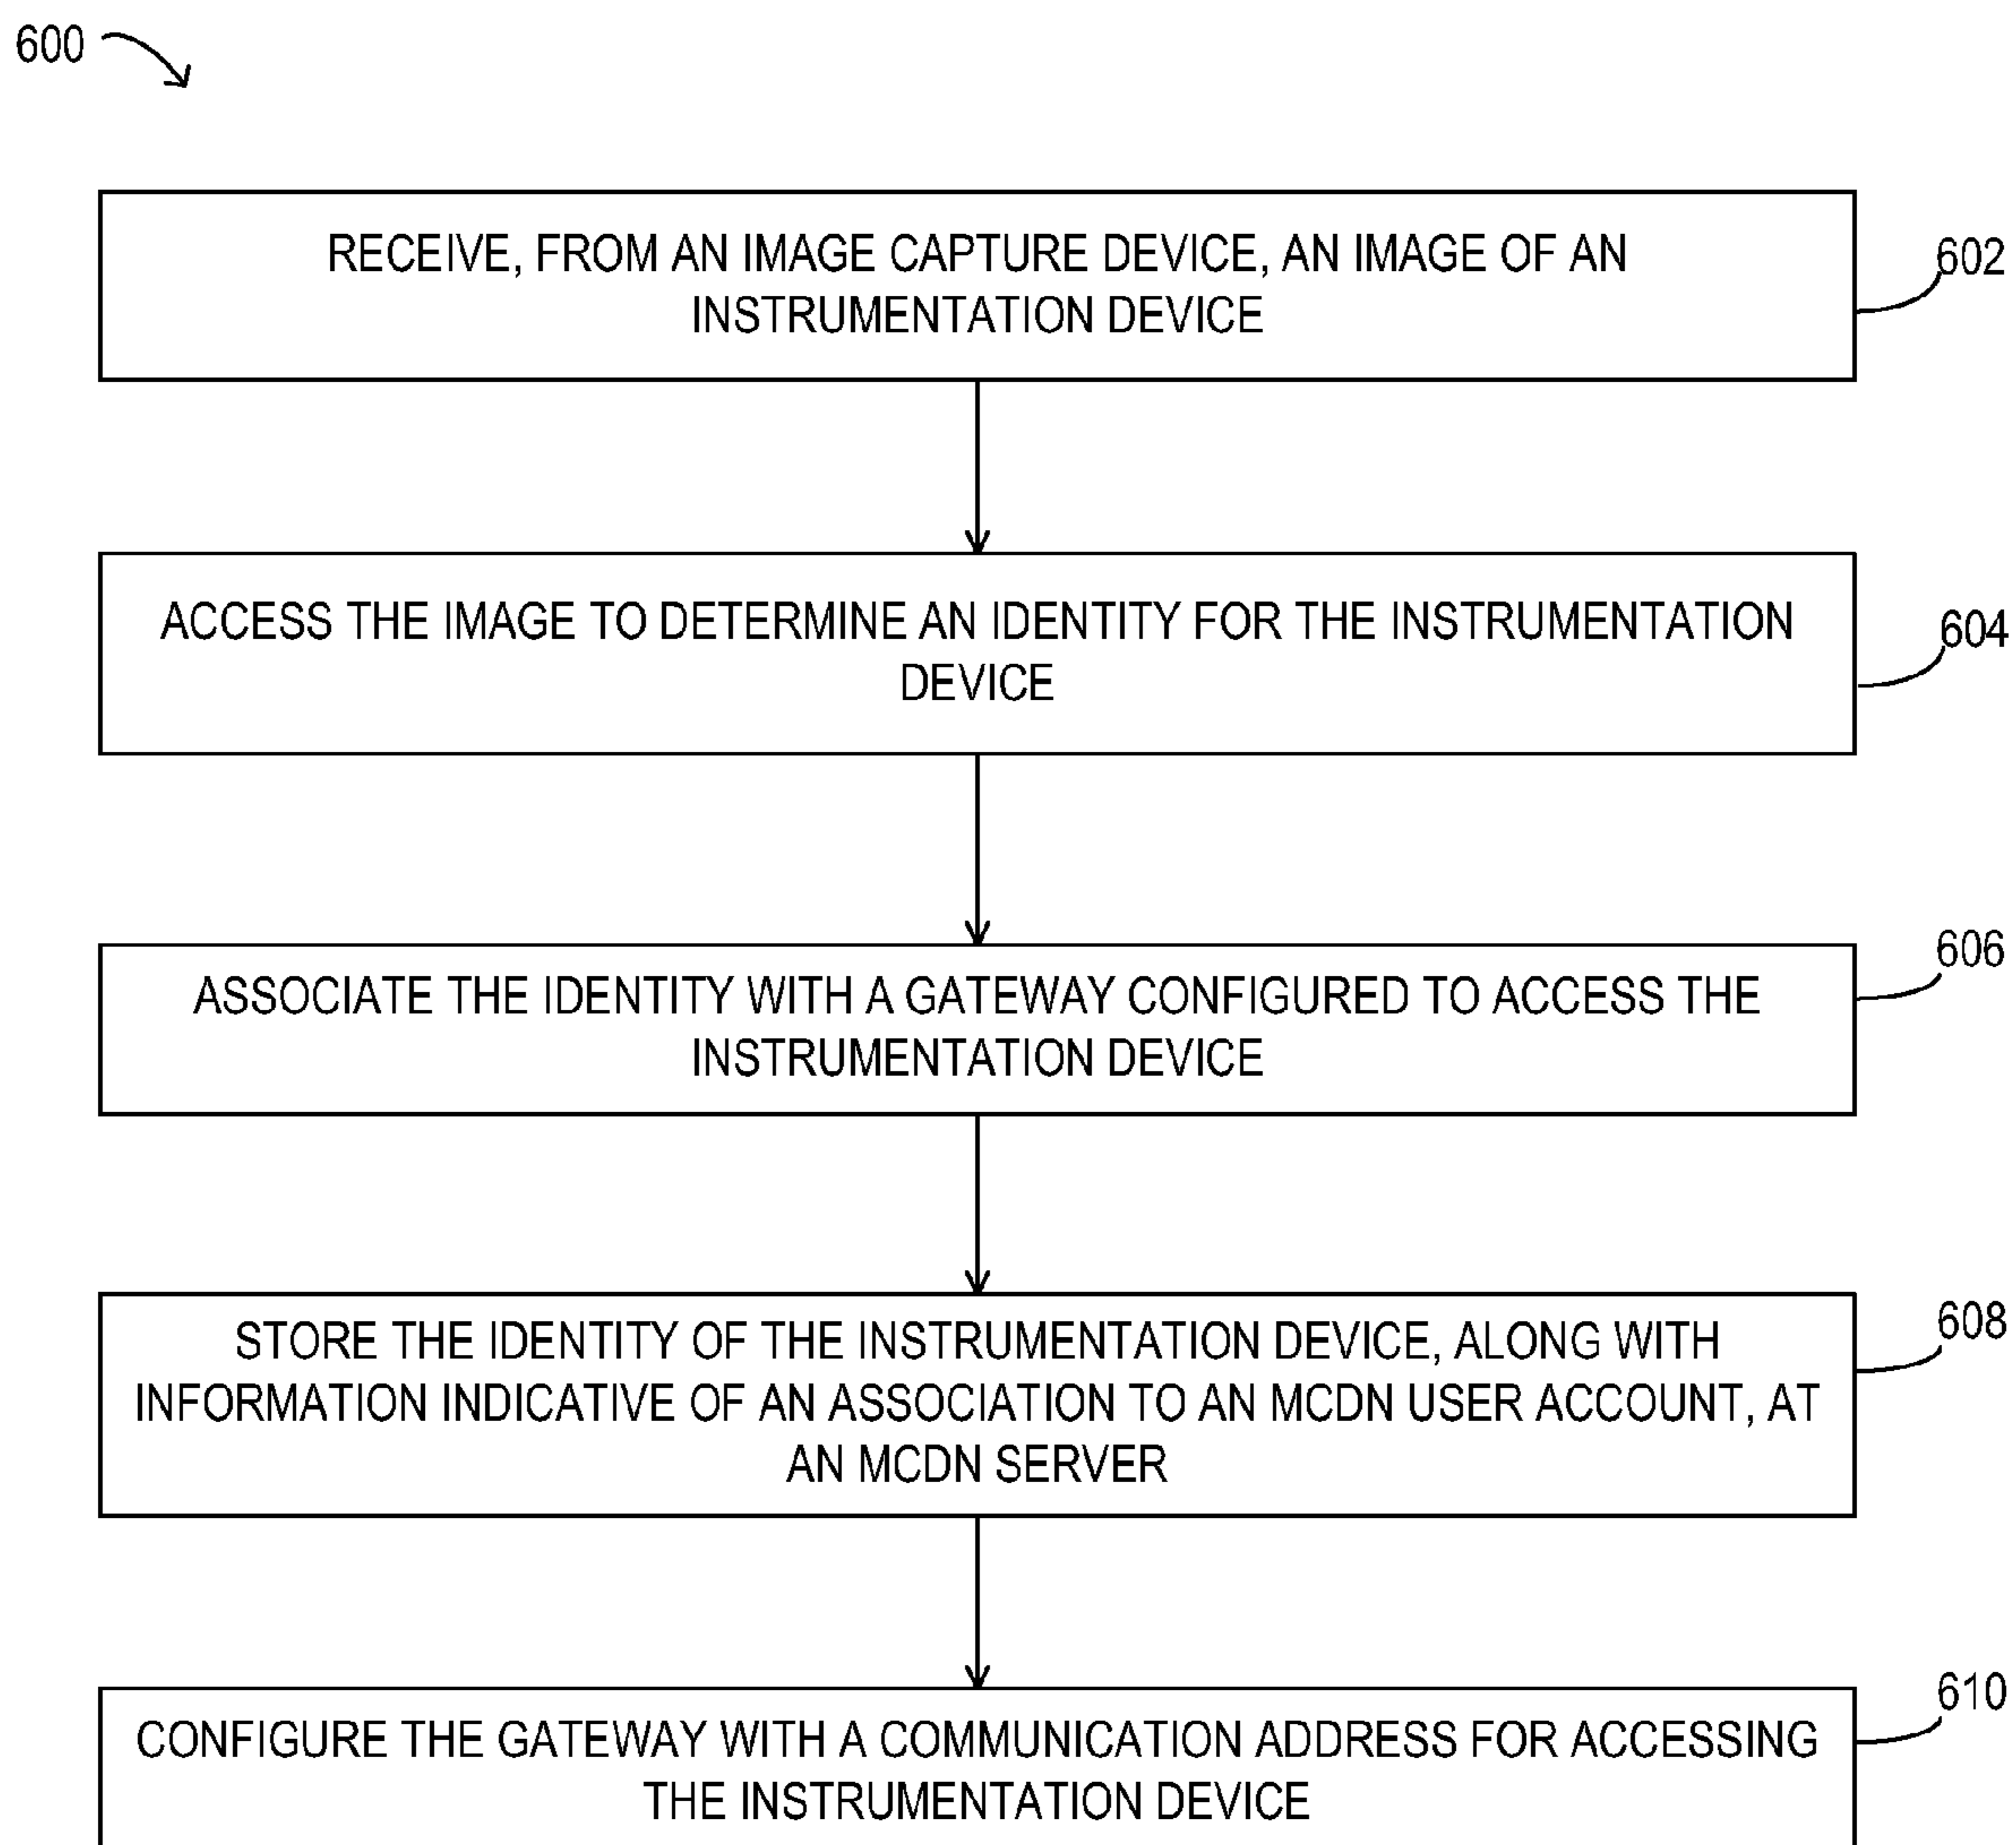 600
RECEIVE, FROM AN IMAGE CAPTURE DEVICE, AN IMAGE OF AN
INSTRUMENTATION DEVICE
602
ACCESS THE IMAGE TO DETERMINE AN IDENTITY FOR THE INSTRUMENTATION
DEVICE
604
ASSOCIATE THE IDENTITY WITH A GATEWAY CONFIGURED TO ACCESS THE
INSTRUMENTATION DEVICE
606
STORE THE IDENTITY OF THE INSTRUMENTATION DEVICE, ALONG WITH
INFORMATION INDICATIVE OF AN ASSOCIATION TO AN MCDN USER ACCOUNT, AT
AN MCDN SERVER
608
CONFIGURE THE GATEWAY WITH A COMMUNICATION ADDRESS FOR ACCESSING
THE INSTRUMENTATION DEVICE
610